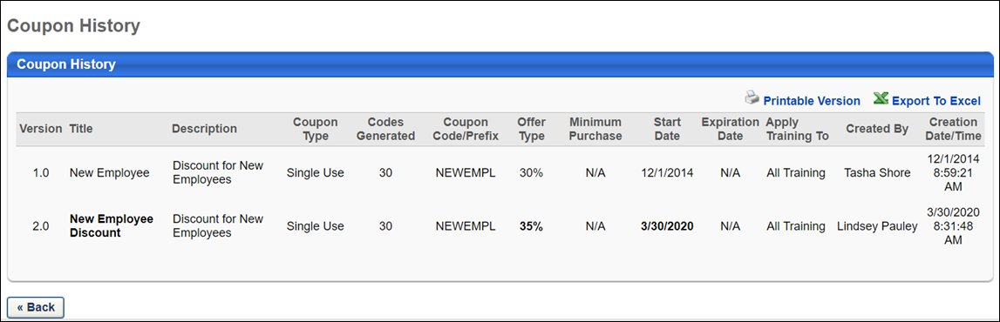 Coupon History
Coupon History
Printable Version Export To Excel
Version Title Description Coupon Type Codes Generated Coupon Code/Prefix Offer Type Minimum Purchase Start Date Expiration Date Apply Training To Created By Creation Date/Time
1.0 New Employee Discount for New Employees Single Use 30 NEWEMPL 30% N/A 12/1/2014 N/A All Training Tasha Shore 12/1/2014 8:59:21 AM
2.0 New Employee Discount Discount for New Employees Single Use 30 NEWEMPL 35% N/A 3/30/2020 N/A All Training Lindsey Pauley 3/30/2020 8:31:48 AM
« Back